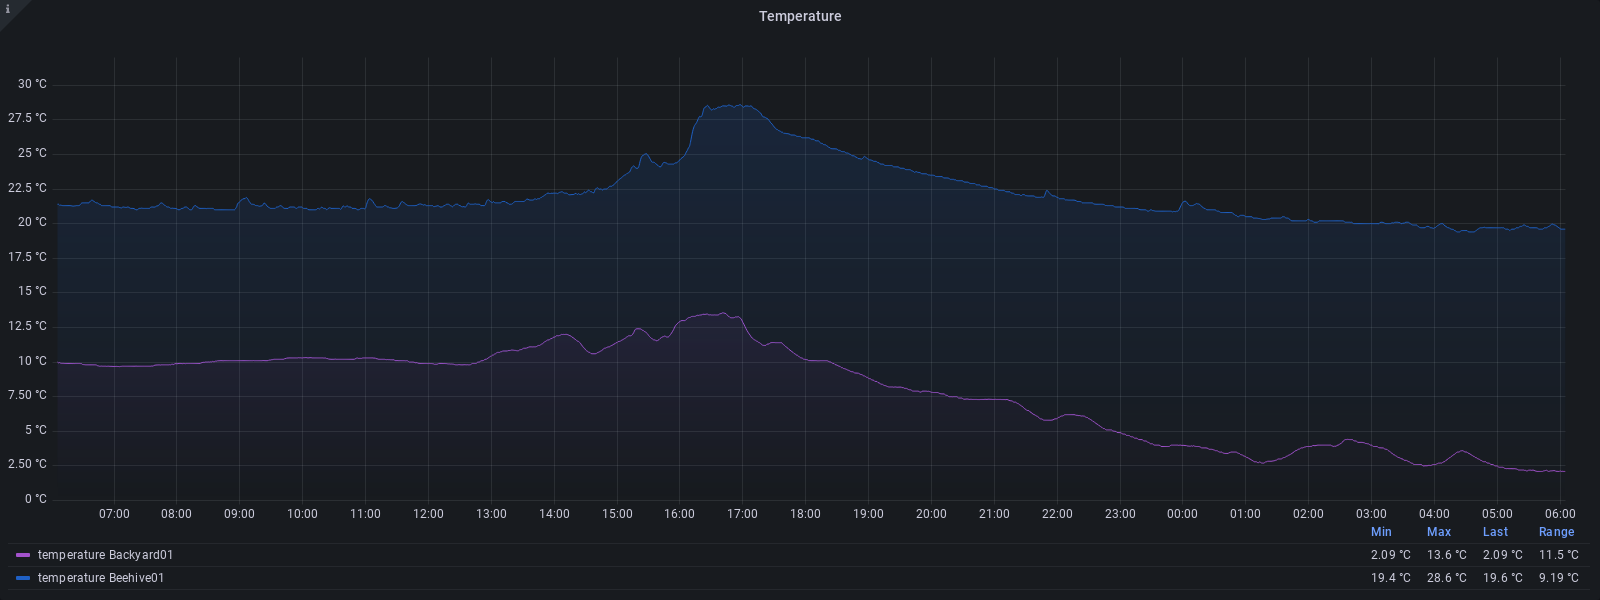 i
Temperature
30 °C
27.5 °C
25 °C
22.5 °C
20 °C
17.5 °C
15 °C
12.5 °C
10 °C
7.50 °C
5 °C
2.50 °C
0 °C
07:00 08:00 09:00 10:00 11:00 12:00 13:00 14:00 15:00 16:00 17:00 18:00 19:00 20:00 21:00 22:00 23:00 00:00 01:00 02:00 03:00 04:00 05:00 06:00
Min Max Last Range
temperature Backyard01 2.09 °C 13.6 °C 2.09 °C 11.5 °C
temperature Beehive01 19.4 °C 28.6 °C 19.6 °C 9.19 °C